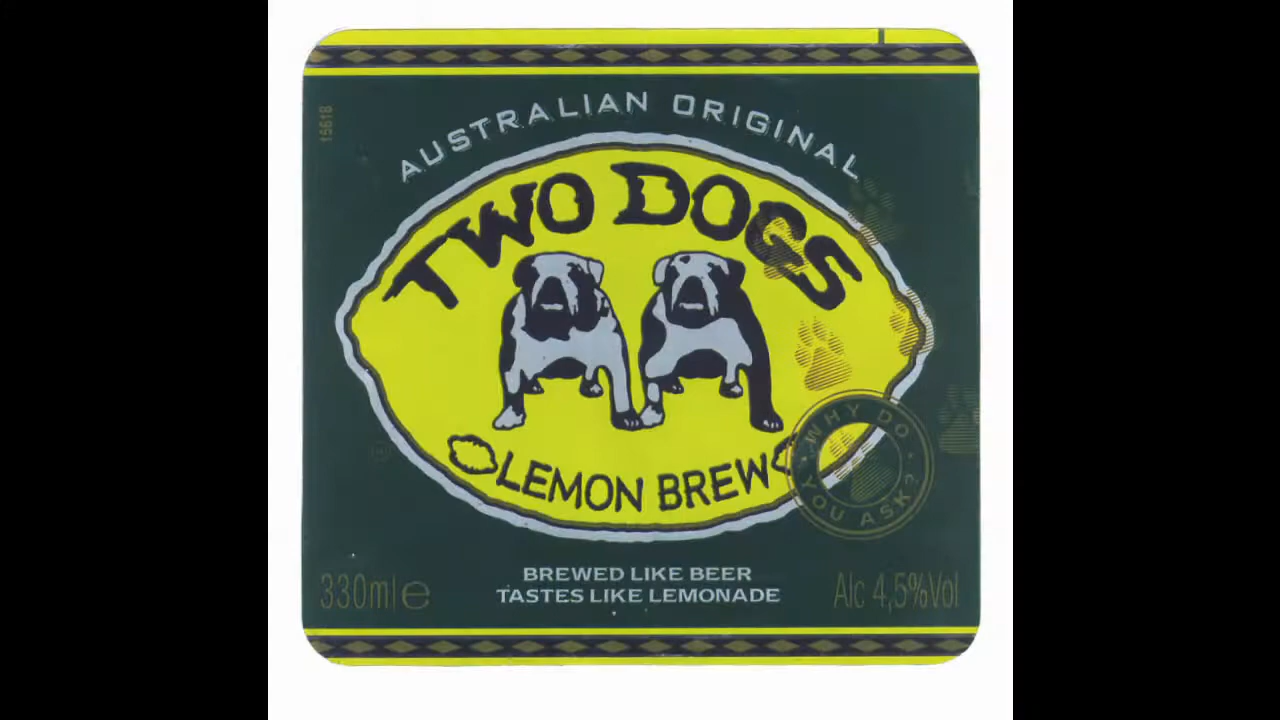 15618
AUSTRALIAN ORIGINAL
TWO DOGS
LEMON BREW
WHY DO
YOU ASK?
BREWED LIKE BEER
TASTES LIKE LEMONADE
330ml e
Alc 4,5%Vol